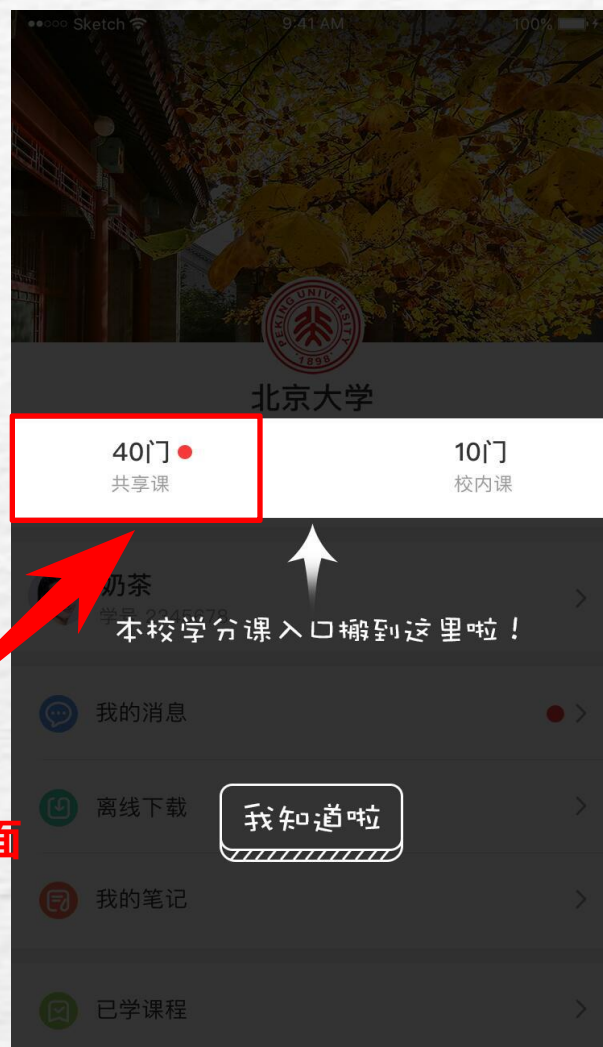 Sketch
9:41 AM
100%
PEKING UNIVERSITY
1898
北京大学
40门
10门
共享课
校内课
奶茶
学号 2345678
本校学分课入口搬到这里啦！
我的消息
离线下载
我知道啦
面
我的笔记
已学课程